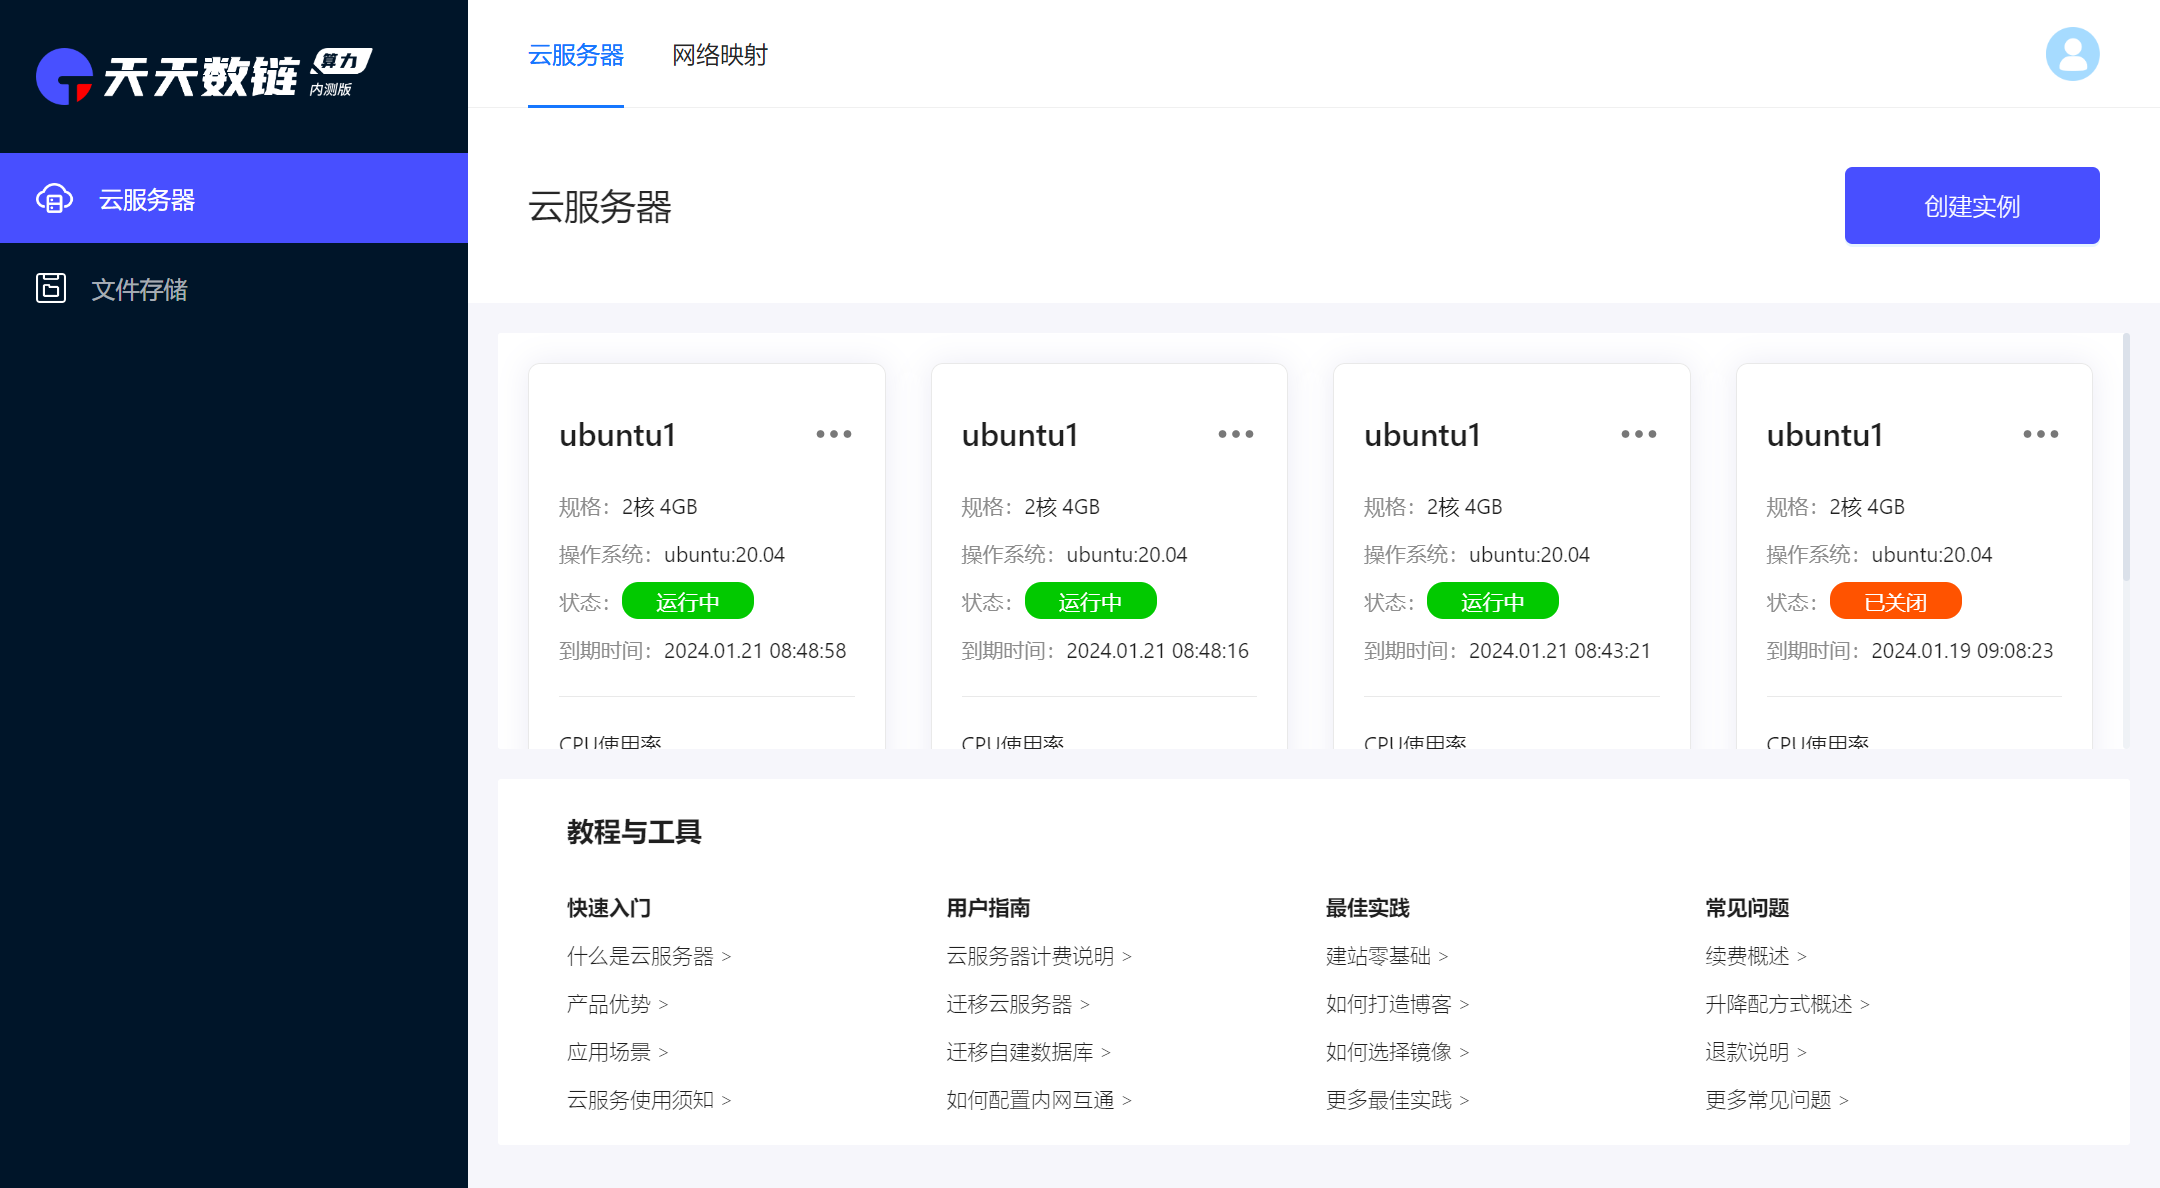 天天数链 算力
内测版
云服务器
文件存储
云服务器 网络映射
云服务器
创建实例
ubuntu1
规格：2核 4GB
操作系统：ubuntu:20.04
状态：运行中
到期时间：2024.01.21 08:48:58
CPU使用率
ubuntu1
规格：2核 4GB
操作系统：ubuntu:20.04
状态：运行中
到期时间：2024.01.21 08:48:16
CPU使用率
ubuntu1
规格：2核 4GB
操作系统：ubuntu:20.04
状态：运行中
到期时间：2024.01.21 08:43:21
CPU使用率
ubuntu1
规格：2核 4GB
操作系统：ubuntu:20.04
状态：已关闭
到期时间：2024.01.19 09:08:23
CPU使用率
教程与工具
快速入门
什么是云服务器 >
产品优势 >
应用场景 >
云服务使用须知 >
用户指南
云服务器计费说明 >
迁移云服务器 >
迁移自建数据库 >
如何配置内网互通 >
最佳实践
建站零基础 >
如何打造博客 >
如何选择镜像 >
更多最佳实践 >
常见问题
续费概述 >
升降配方式概述 >
退款说明 >
更多常见问题 >